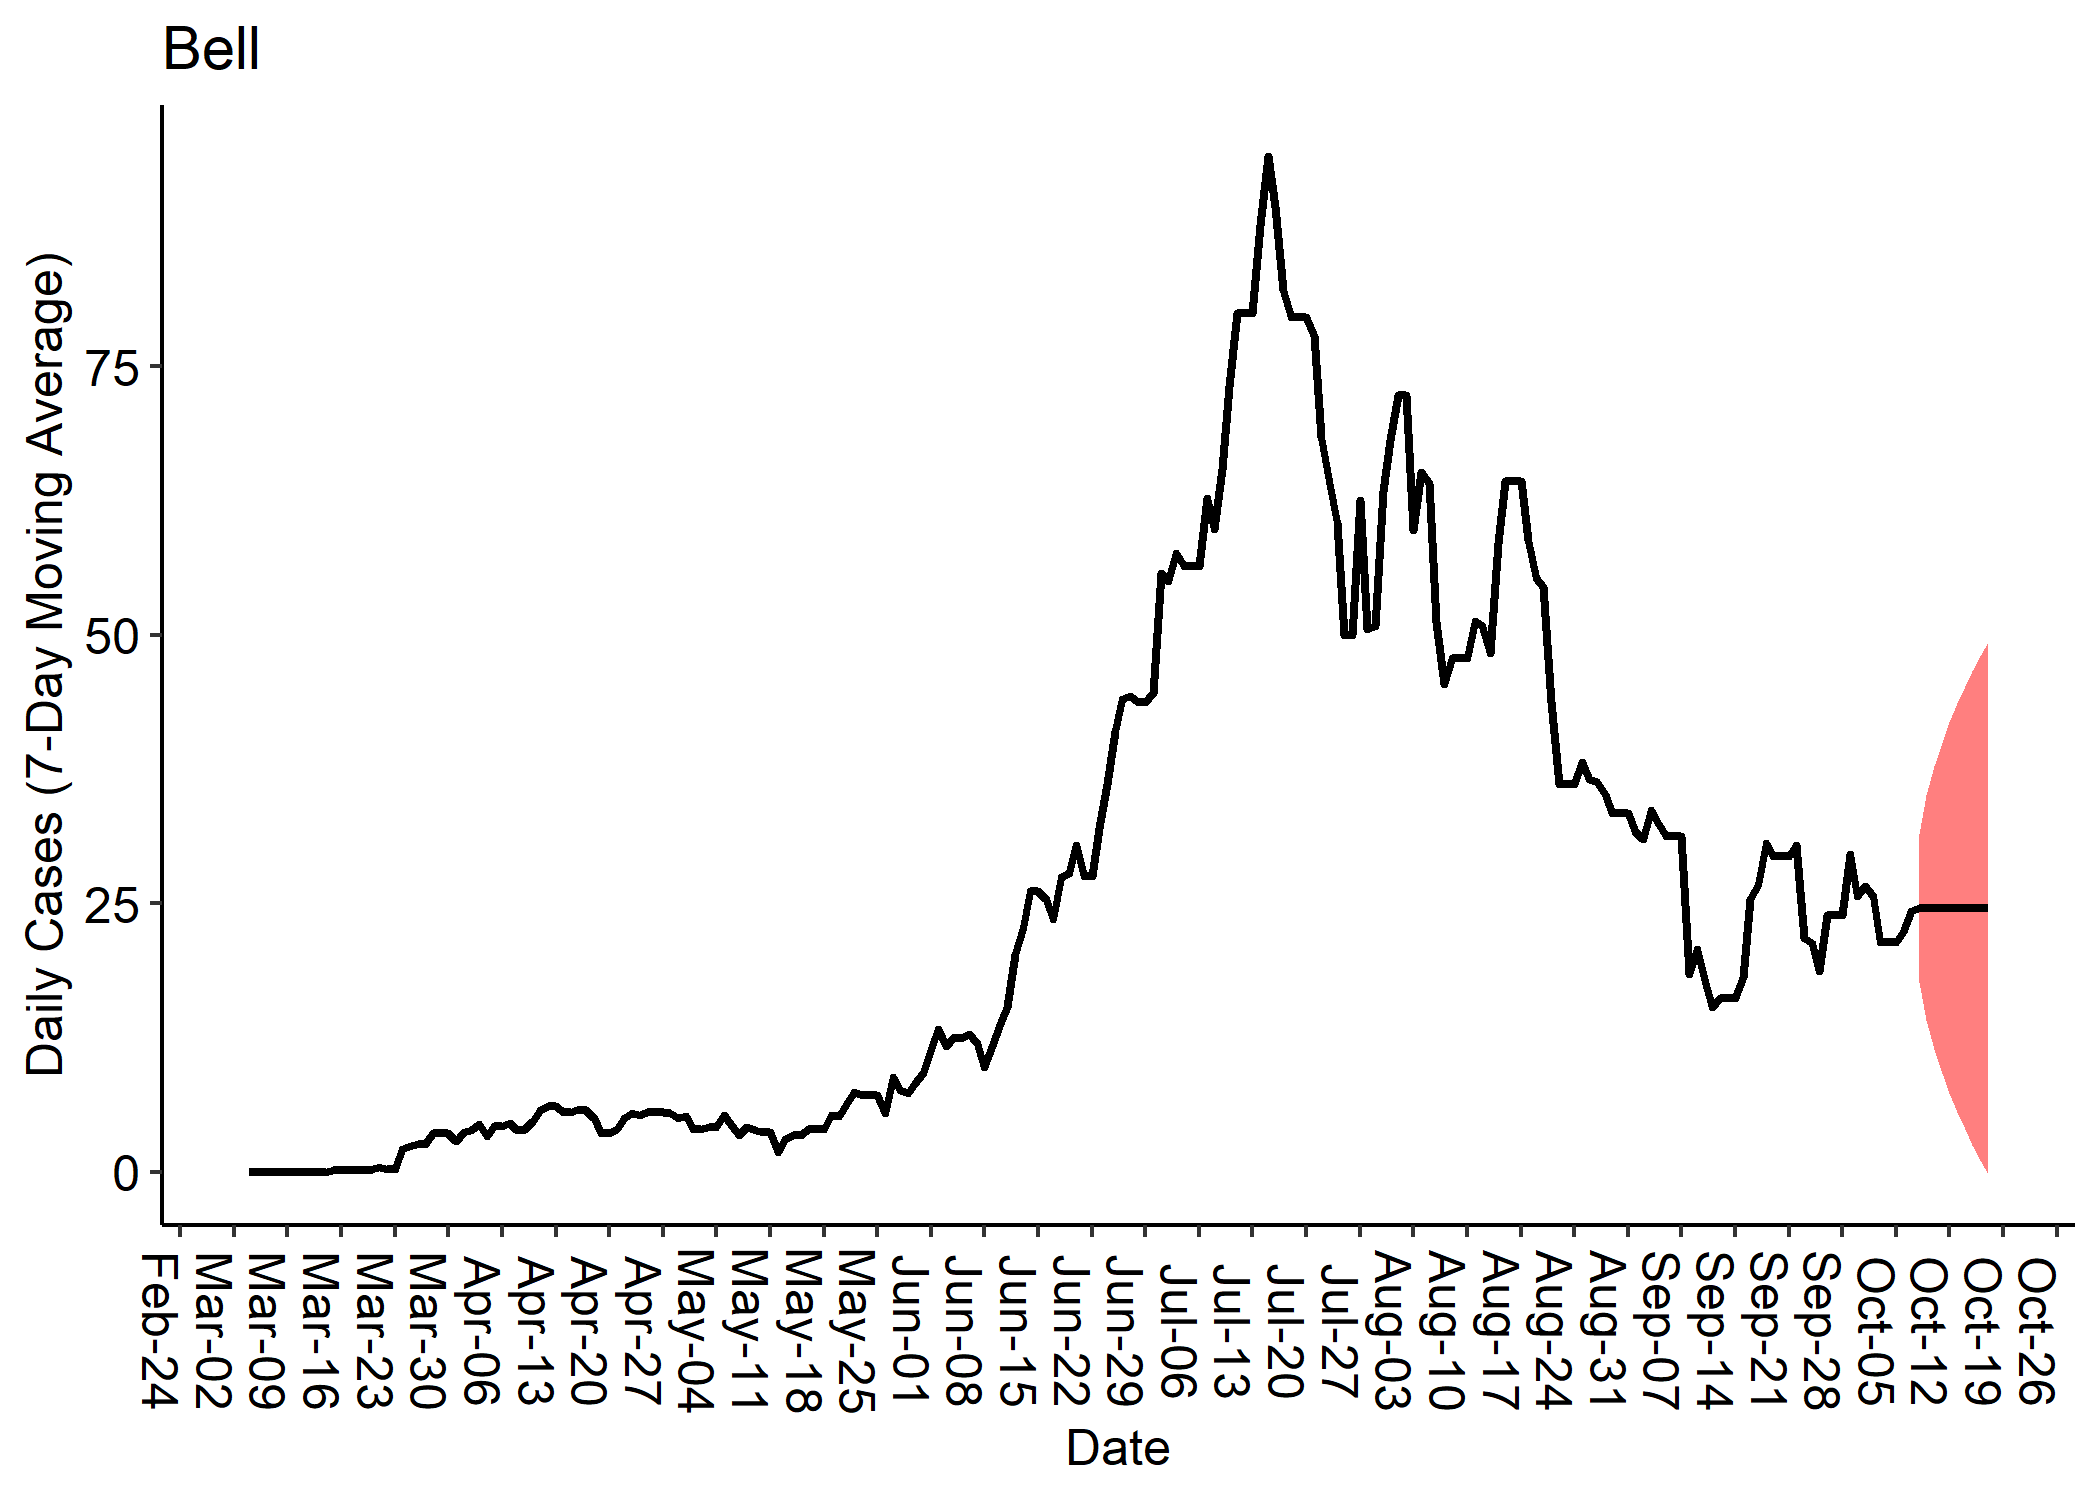 Bell
Daily Cases (7-Day Moving Average)
75
50
25
0
Feb-24
Mar-02
Mar-09
Mar-16
Mar-23
Mar-30
Apr-06
Apr-13
Apr-20
Apr-27
May-04
May-11
May-18
May-25
Jun-01
Jun-08
Jun-15
Jun-22
Jun-29
Jul-06
Jul-13
Jul-20
Jul-27
Aug-03
Aug-10
Aug-17
Aug-24
Aug-31
Sep-07
Sep-14
Sep-21
Sep-28
Oct-05
Oct-12
Oct-19
Oct-26
Date